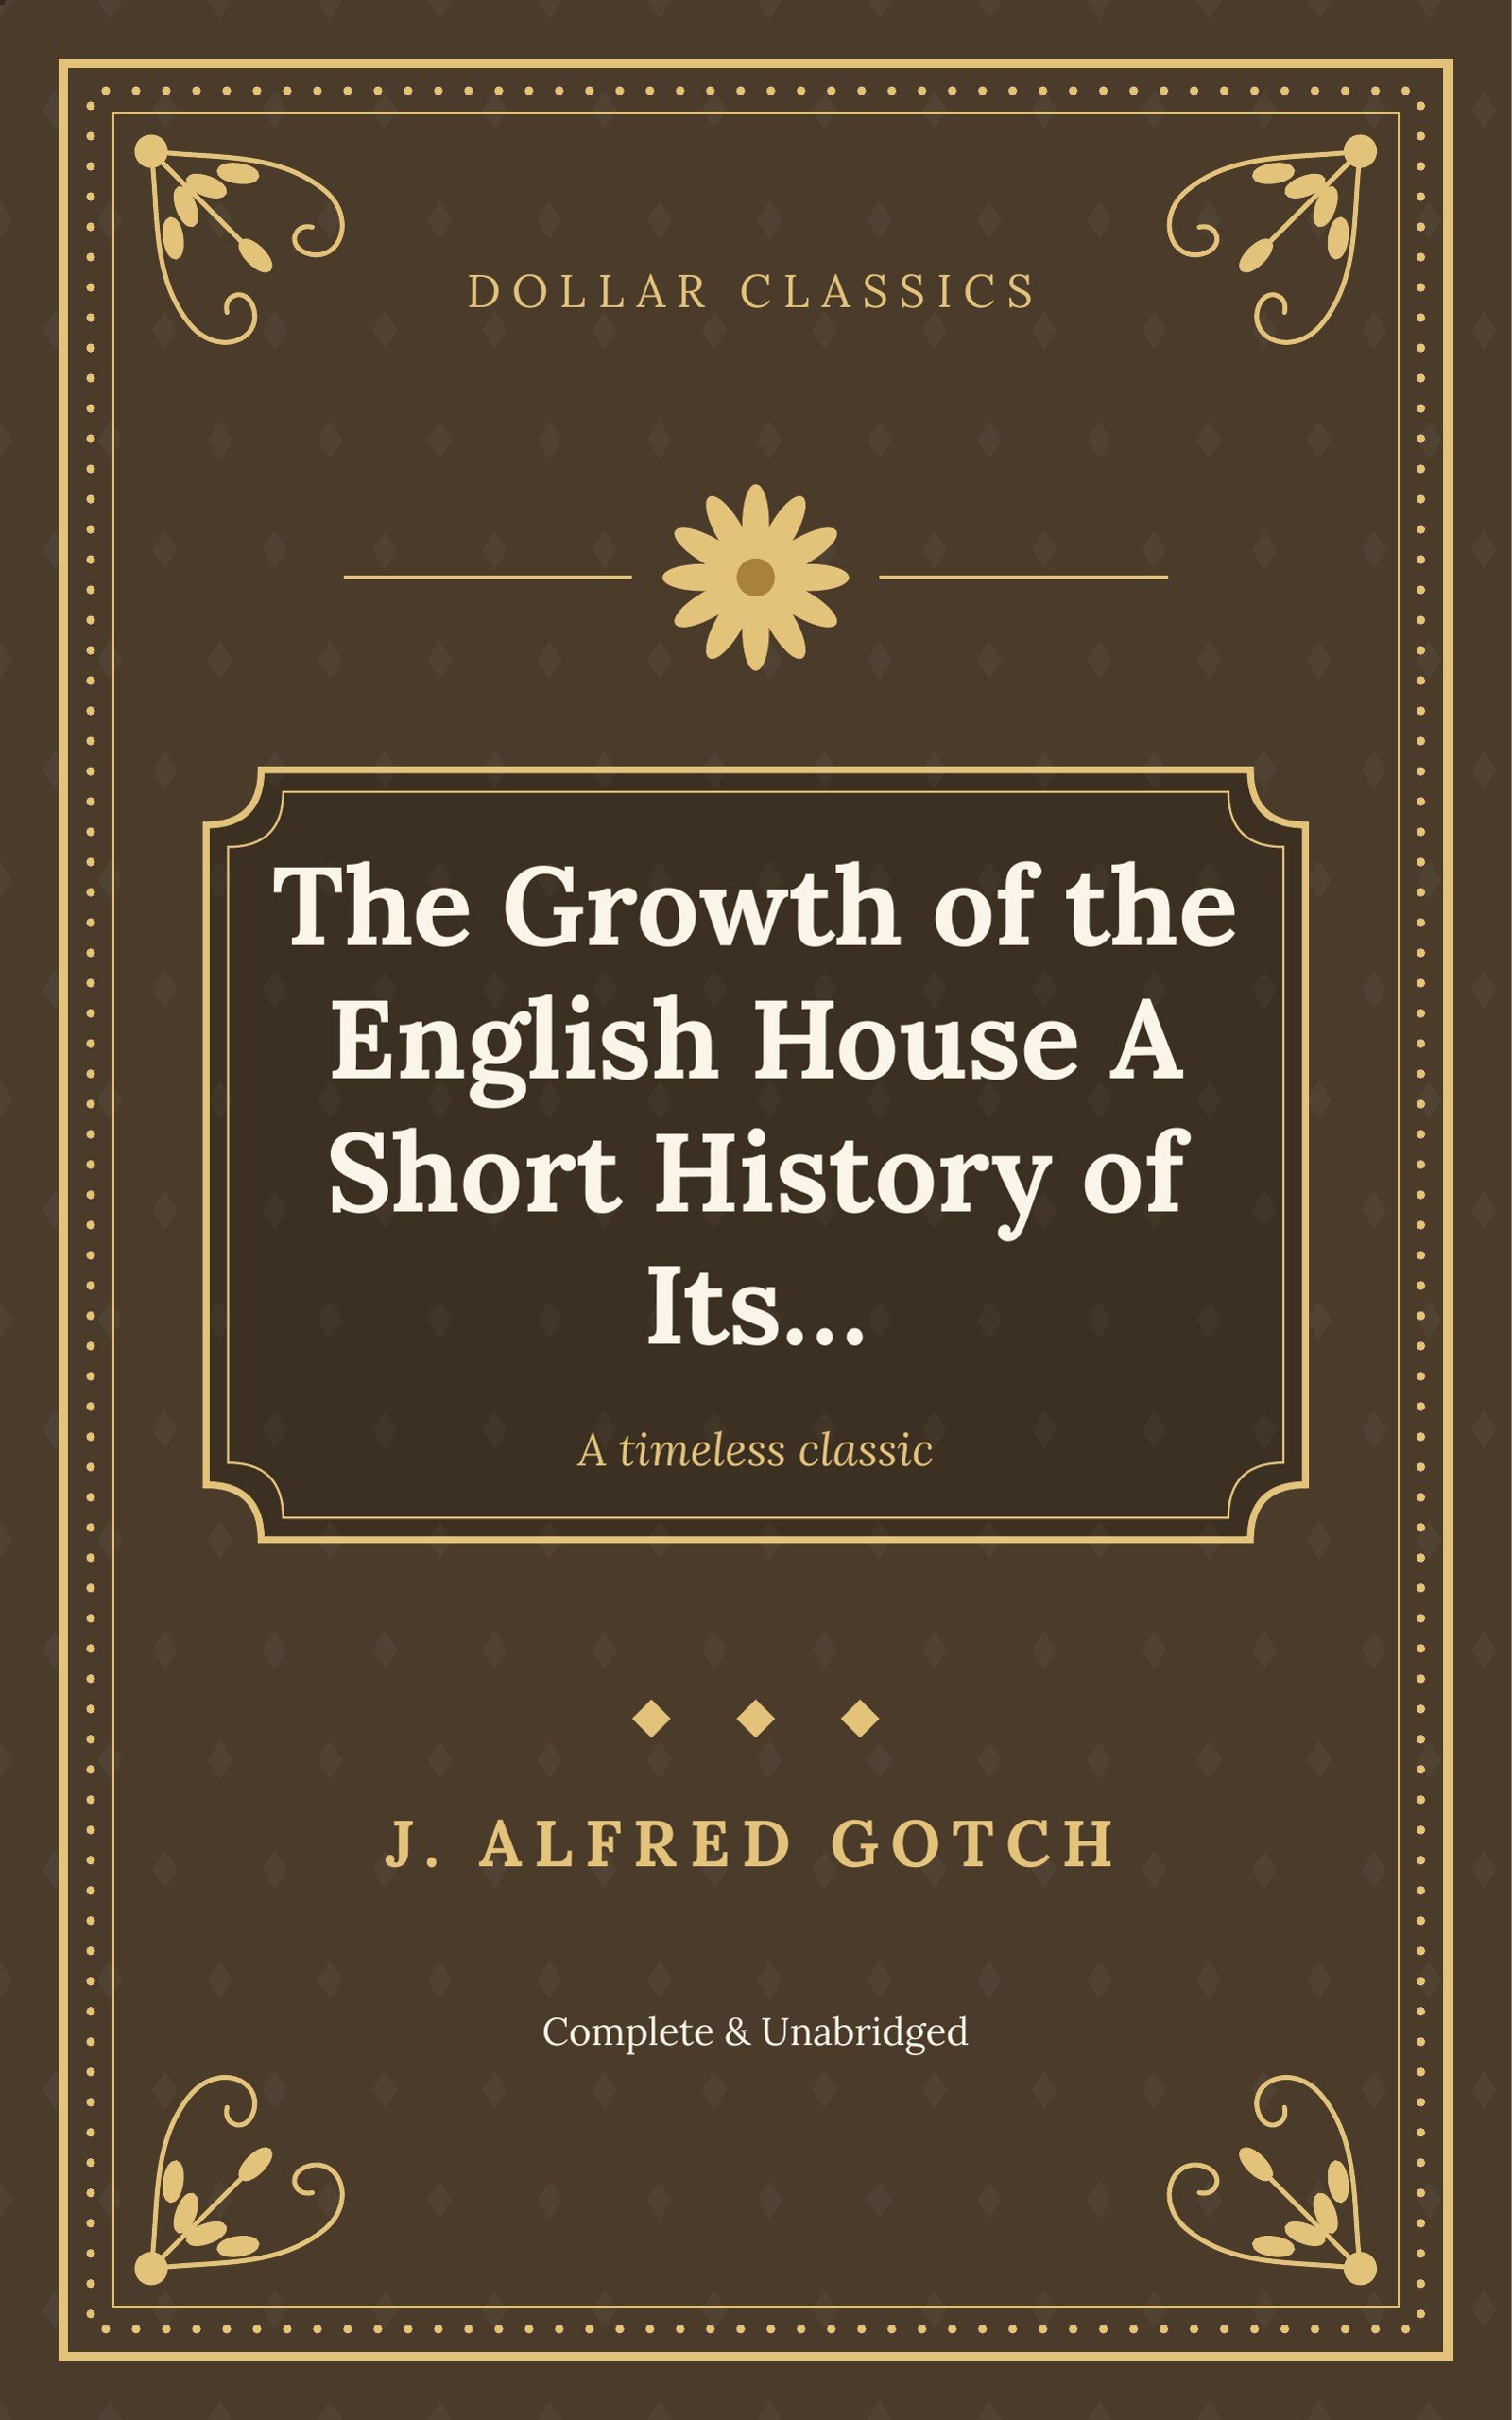 DOLLAR CLASSICS
The Growth of the
English House A
Short History of
Its...
A timeless classic
J. ALFRED GOTCH
Complete & Unabridged